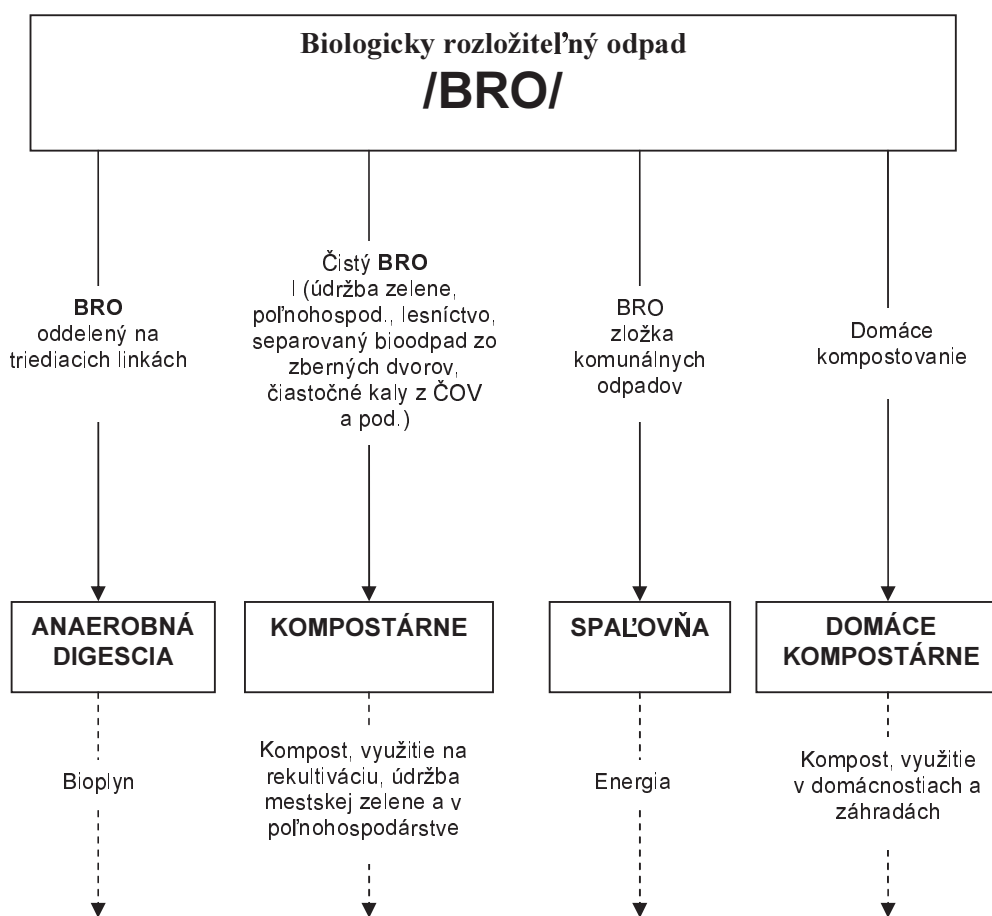 Biologicky rozložiteľný odpad
/BRO/
BRO
oddelený na
triediacich linkách
Čistý BRO
I (údržba zelene,
poľnohospod., lesníctvo,
separovaný bioodpad zo
zberných dvorov,
čiastočné kaly z ČOV
a pod.)
BRO
zložka
komunálnych
odpadov
Domáce
kompostovanie
ANAEROBNÁ
DIGESCIA
KOMPOSTÁRNE
SPAĽOVŇA
DOMÁCE
KOMPOSTÁRNE
Bioplyn
Kompost, využitie na
rekultiváciu, údržba
mestskej zelene a v
poľnohospodárstve
Energia
Kompost, využitie
v domácnostiach a
záhradách